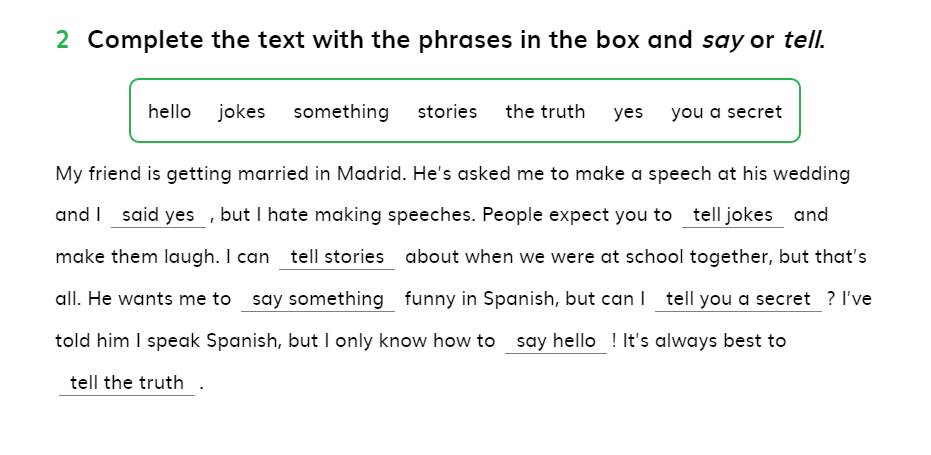 2 Complete the text with the phrases in the box and say or tell.
hello jokes something stories the truth yes you a secret
My friend is getting married in Madrid. He's asked me to make a speech at his wedding
and I said yes , but I hate making speeches. People expect you to tell jokes and
make them laugh. I can tell stories about when we were at school together, but that's
all. He wants me to say something funny in Spanish, but can I tell you a secret ? I've
told him I speak Spanish, but I only know how to say hello ! It's always best to
tell the truth .